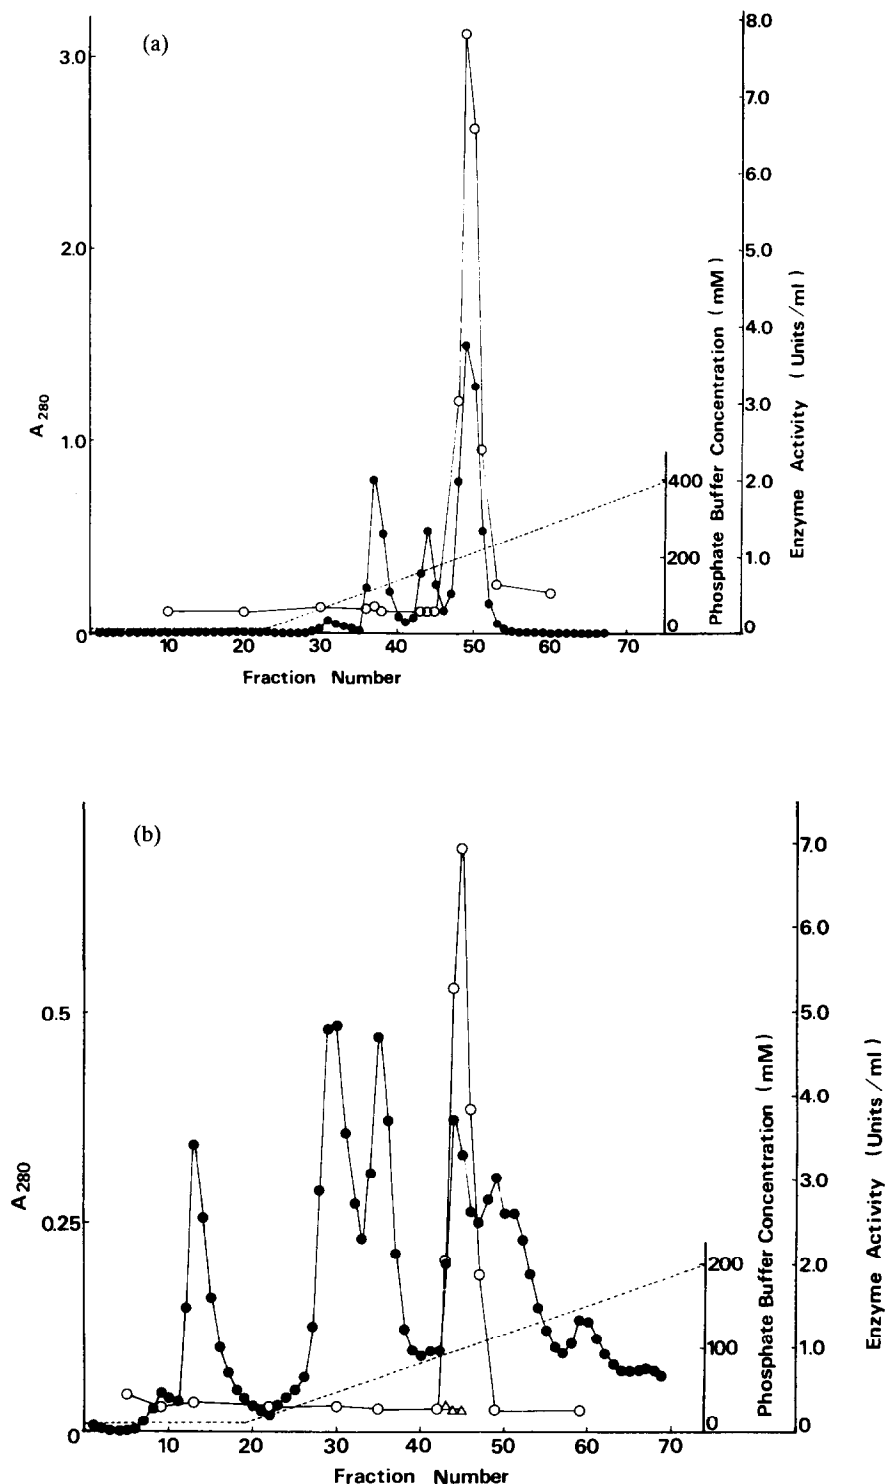 (a)
3.0
2.0
1.0
0
A280
10 20 30 40 50 60 70
Fraction Number
400
200
0
Phosphate Buffer Concentration (mM)
8.0
7.0
6.0
5.0
4.0
3.0
2.0
1.0
0
Enzyme Activity (Units/ml)
(b)
0.5
0.25
0
A280
10 20 30 40 50 60 70
Fraction Number
200
100
0
Phosphate Buffer Concentration (mM)
7.0
6.0
5.0
4.0
3.0
2.0
1.0
0
Enzyme Activity (Units/ml)